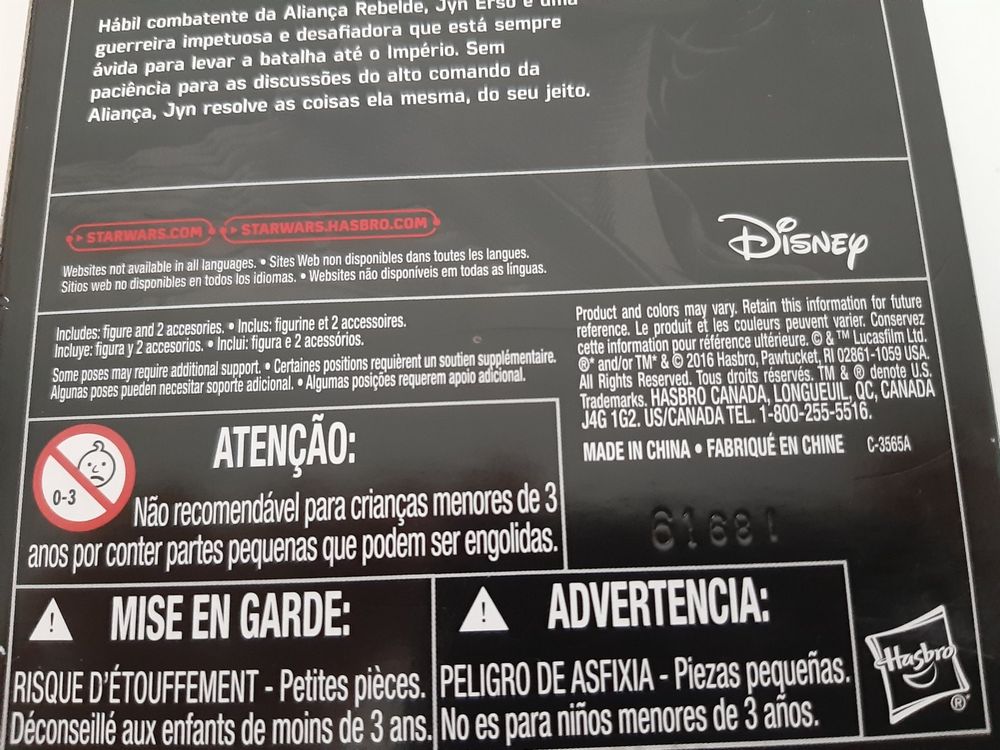 Hábil combatente da Aliança Rebelde, Jyn Erso é uma
guerreira impetuosa e desafiadora que está sempre
ávida para levar a batalha até o Império. Sem
paciência para as discussões do alto comando da
Aliança, Jyn resolve as coisas ela mesma, do seu jeito.
STARWARS.COM STARWARS.HASBRO.COM
Websites not available in all languages. • Sites Web non disponibles dans toutes les langues.
Sitios web no disponibles en todos los idiomas. • Websites não disponíveis em todas as línguas.
Disney
Includes: figure and 2 accesories. • Inclus: figurine et 2 accessoires.
Incluye: figura y 2 accesorios. • Inclui: figura e 2 acessórios.
Some poses may require additional support. • Certaines positions requièrent un soutien supplémentaire.
Algunas poses pueden necesitar soporte adicional. • Algumas posições requerem apoio adicional.
Product and colors may vary. Retain this information for future
reference. Le produit et les couleurs peuvent varier. Conservez
cette information pour référence ultérieure. © & ™ Lucasfilm Ltd.
®* and/or TM* & © 2016 Hasbro, Pawtucket, RI 02861-1059 USA.
All Rights Reserved. Tous droits réservés. TM & ® denote U.S.
Trademarks. HASBRO CANADA, LONGUEUIL, QC, CANADA
J4G 1G2. US/CANADA TEL. 1-800-255-5516.
MADE IN CHINA • FABRIQUÉ EN CHINE C-3565A
61681
0-3
ATENÇÃO:
Não recomendável para crianças menores de 3
anos por conter partes pequenas que podem ser engolidas.
MISE EN GARDE:
RISQUE D'ÉTOUFFEMENT - Petites pièces.
Déconseillé aux enfants de moins de 3 ans.
ADVERTENCIA:
PELIGRO DE ASFIXIA - Piezas pequeñas.
No es para niños menores de 3 años.
Hasbro
®